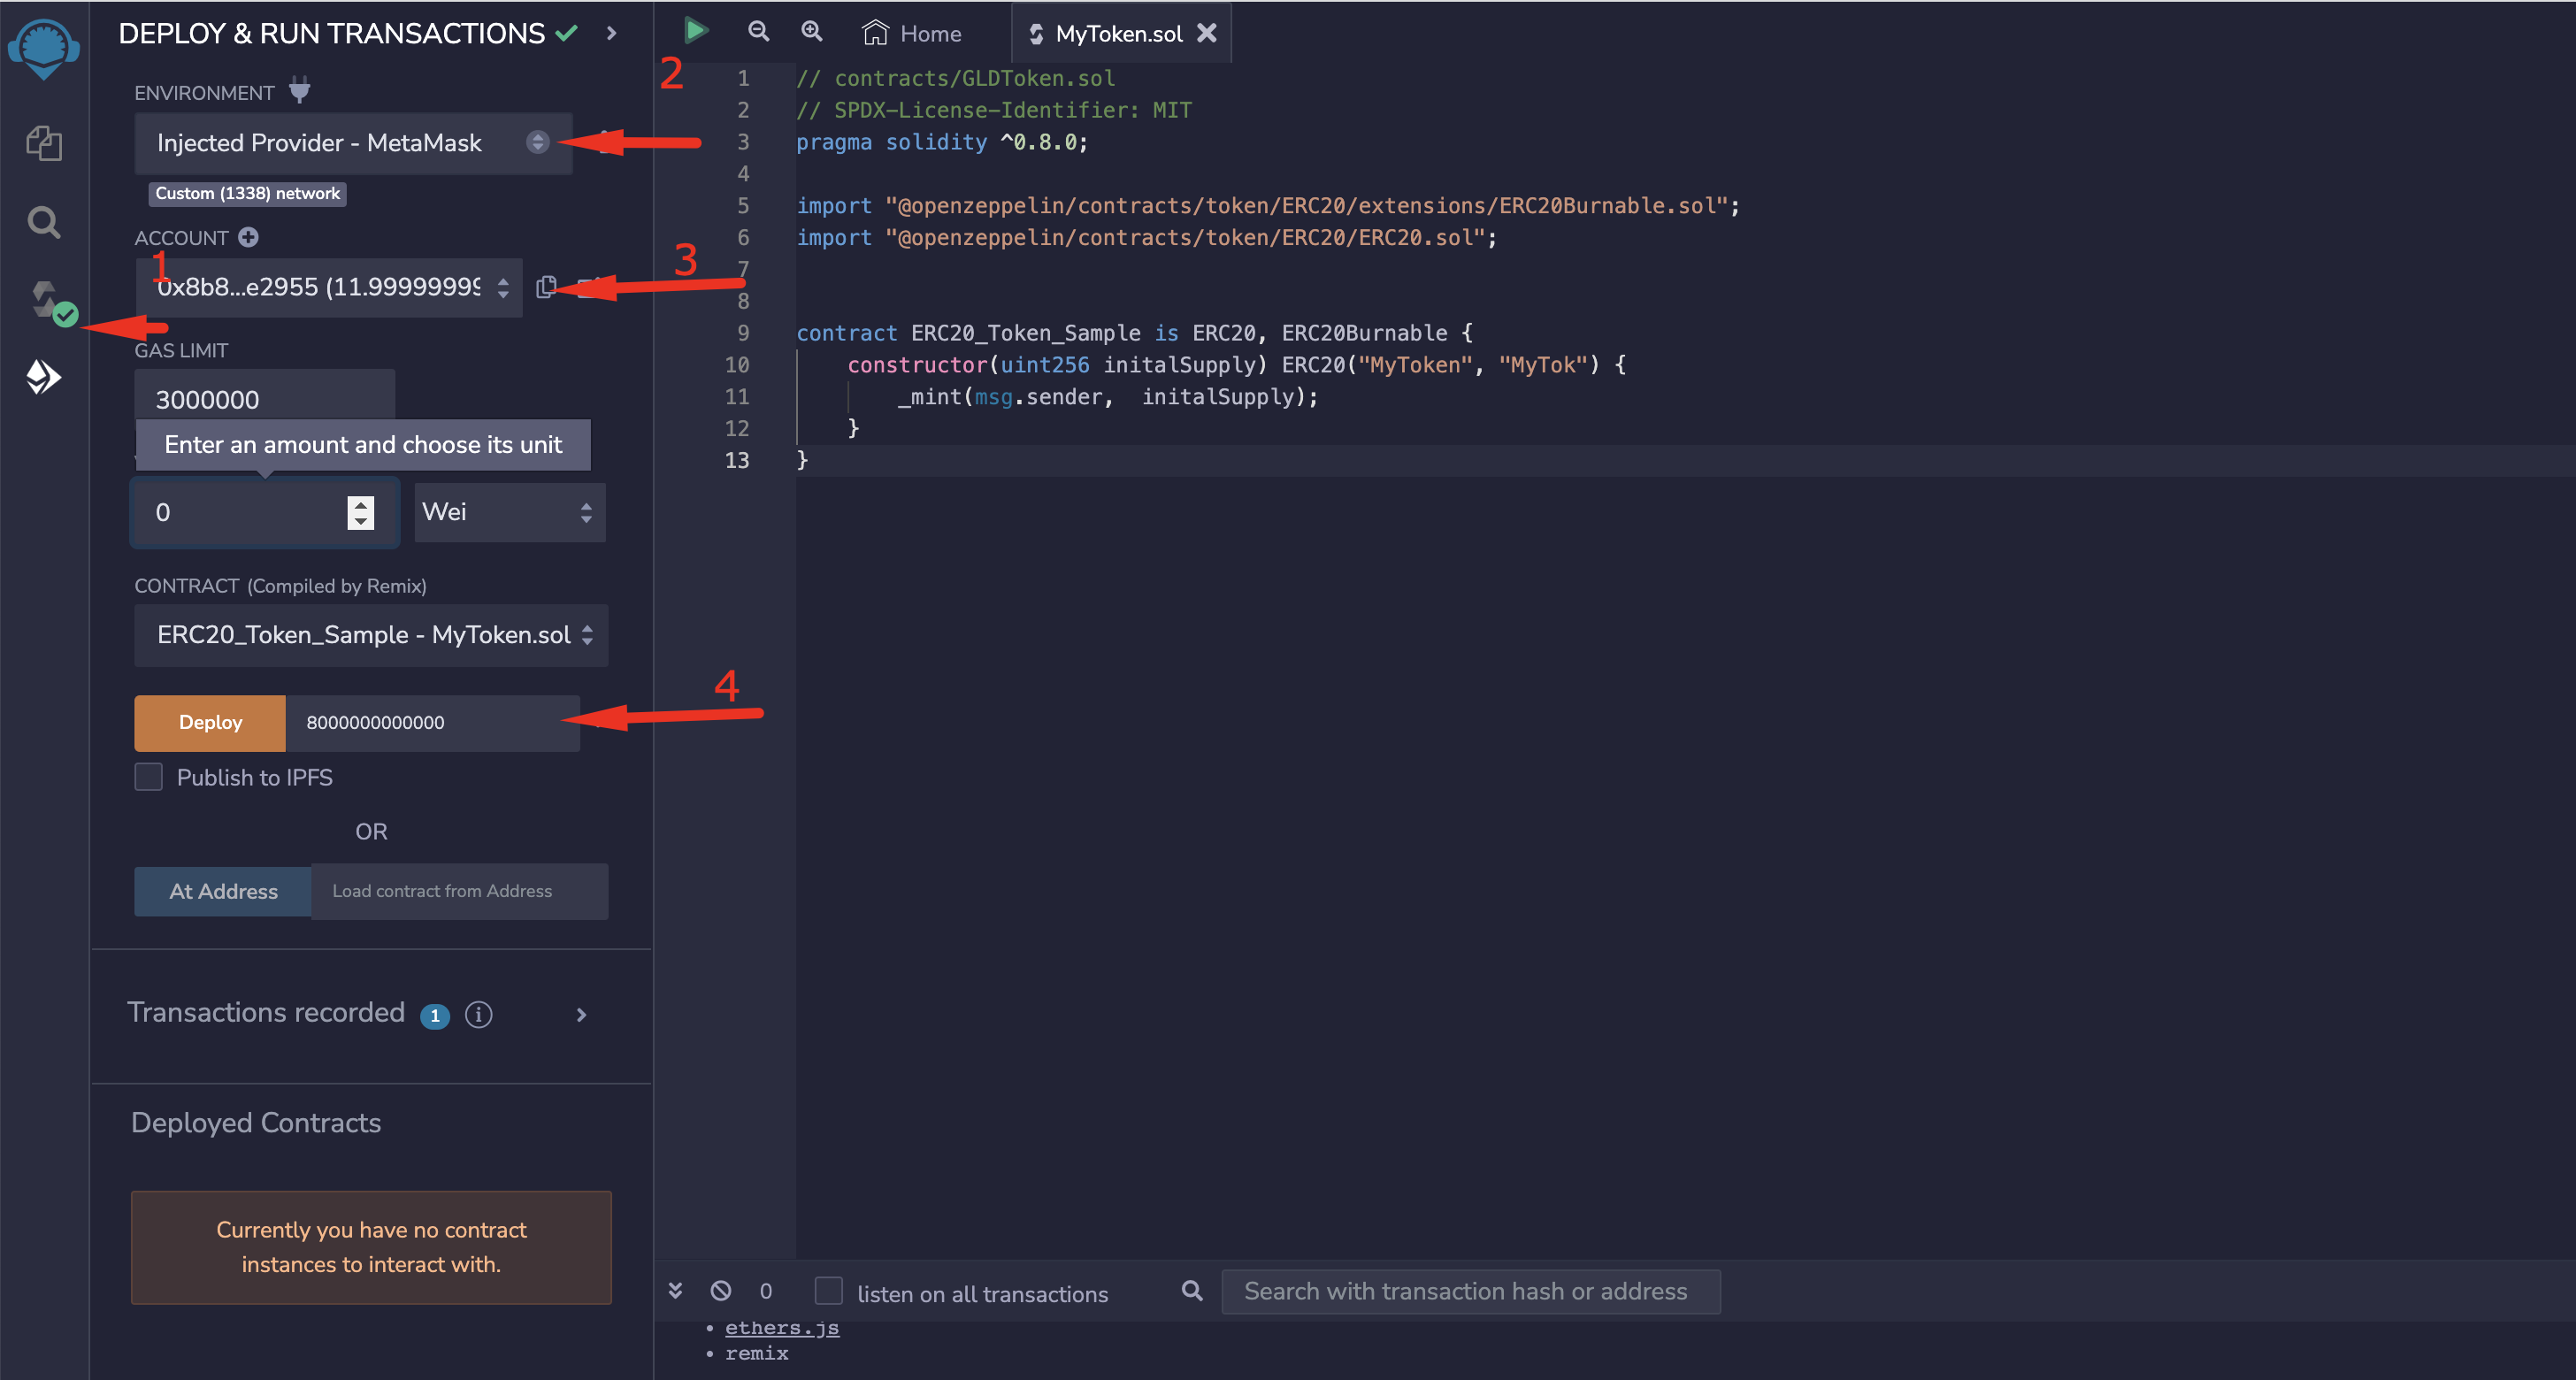 DEPLOY & RUN TRANSACTIONS
ENVIRONMENT
Injected Provider - MetaMask
Custom (1338) network
ACCOUNT
1
0x8b8...e2955 (11.99999999
GAS LIMIT
3000000
Enter an amount and choose its unit
0
Wei
CONTRACT (Compiled by Remix)
ERC20_Token_Sample - MyToken.sol
Deploy
8000000000000
Publish to IPFS
OR
At Address
Load contract from Address
Transactions recorded 1 i
Deployed Contracts
Currently you have no contract
instances to interact with.
2
3
4
Home
MyToken.sol
1 // contracts/GLDToken.sol
2 // SPDX-License-Identifier: MIT
3 pragma solidity ^0.8.0;
4
5 import "@openzeppelin/contracts/token/ERC20/extensions/ERC20Burnable.sol";
6 import "@openzeppelin/contracts/token/ERC20/ERC20.sol";
7
8
9 contract ERC20_Token_Sample is ERC20, ERC20Burnable {
10 constructor(uint256 initalSupply) ERC20("MyToken", "MyTok") {
11 _mint(msg.sender,  initalSupply);
12 }
13 }
0
listen on all transactions
Search with transaction hash or address
• ethers.js
• remix